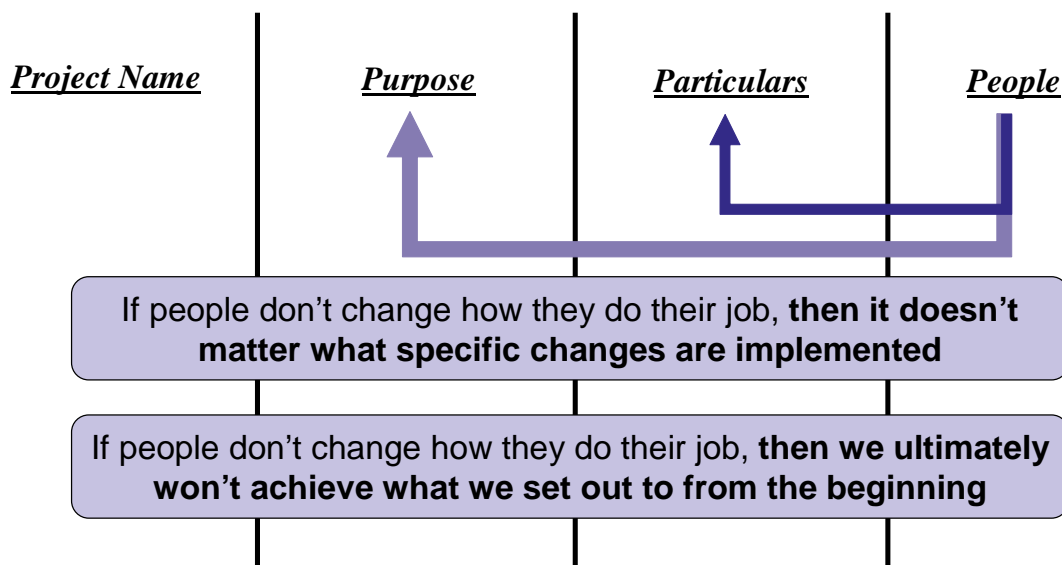 Project Name Purpose Particulars People
If people don’t change how they do their job, then it doesn’t
matter what specific changes are implemented
If people don’t change how they do their job, then we ultimately
won’t achieve what we set out to from the beginning